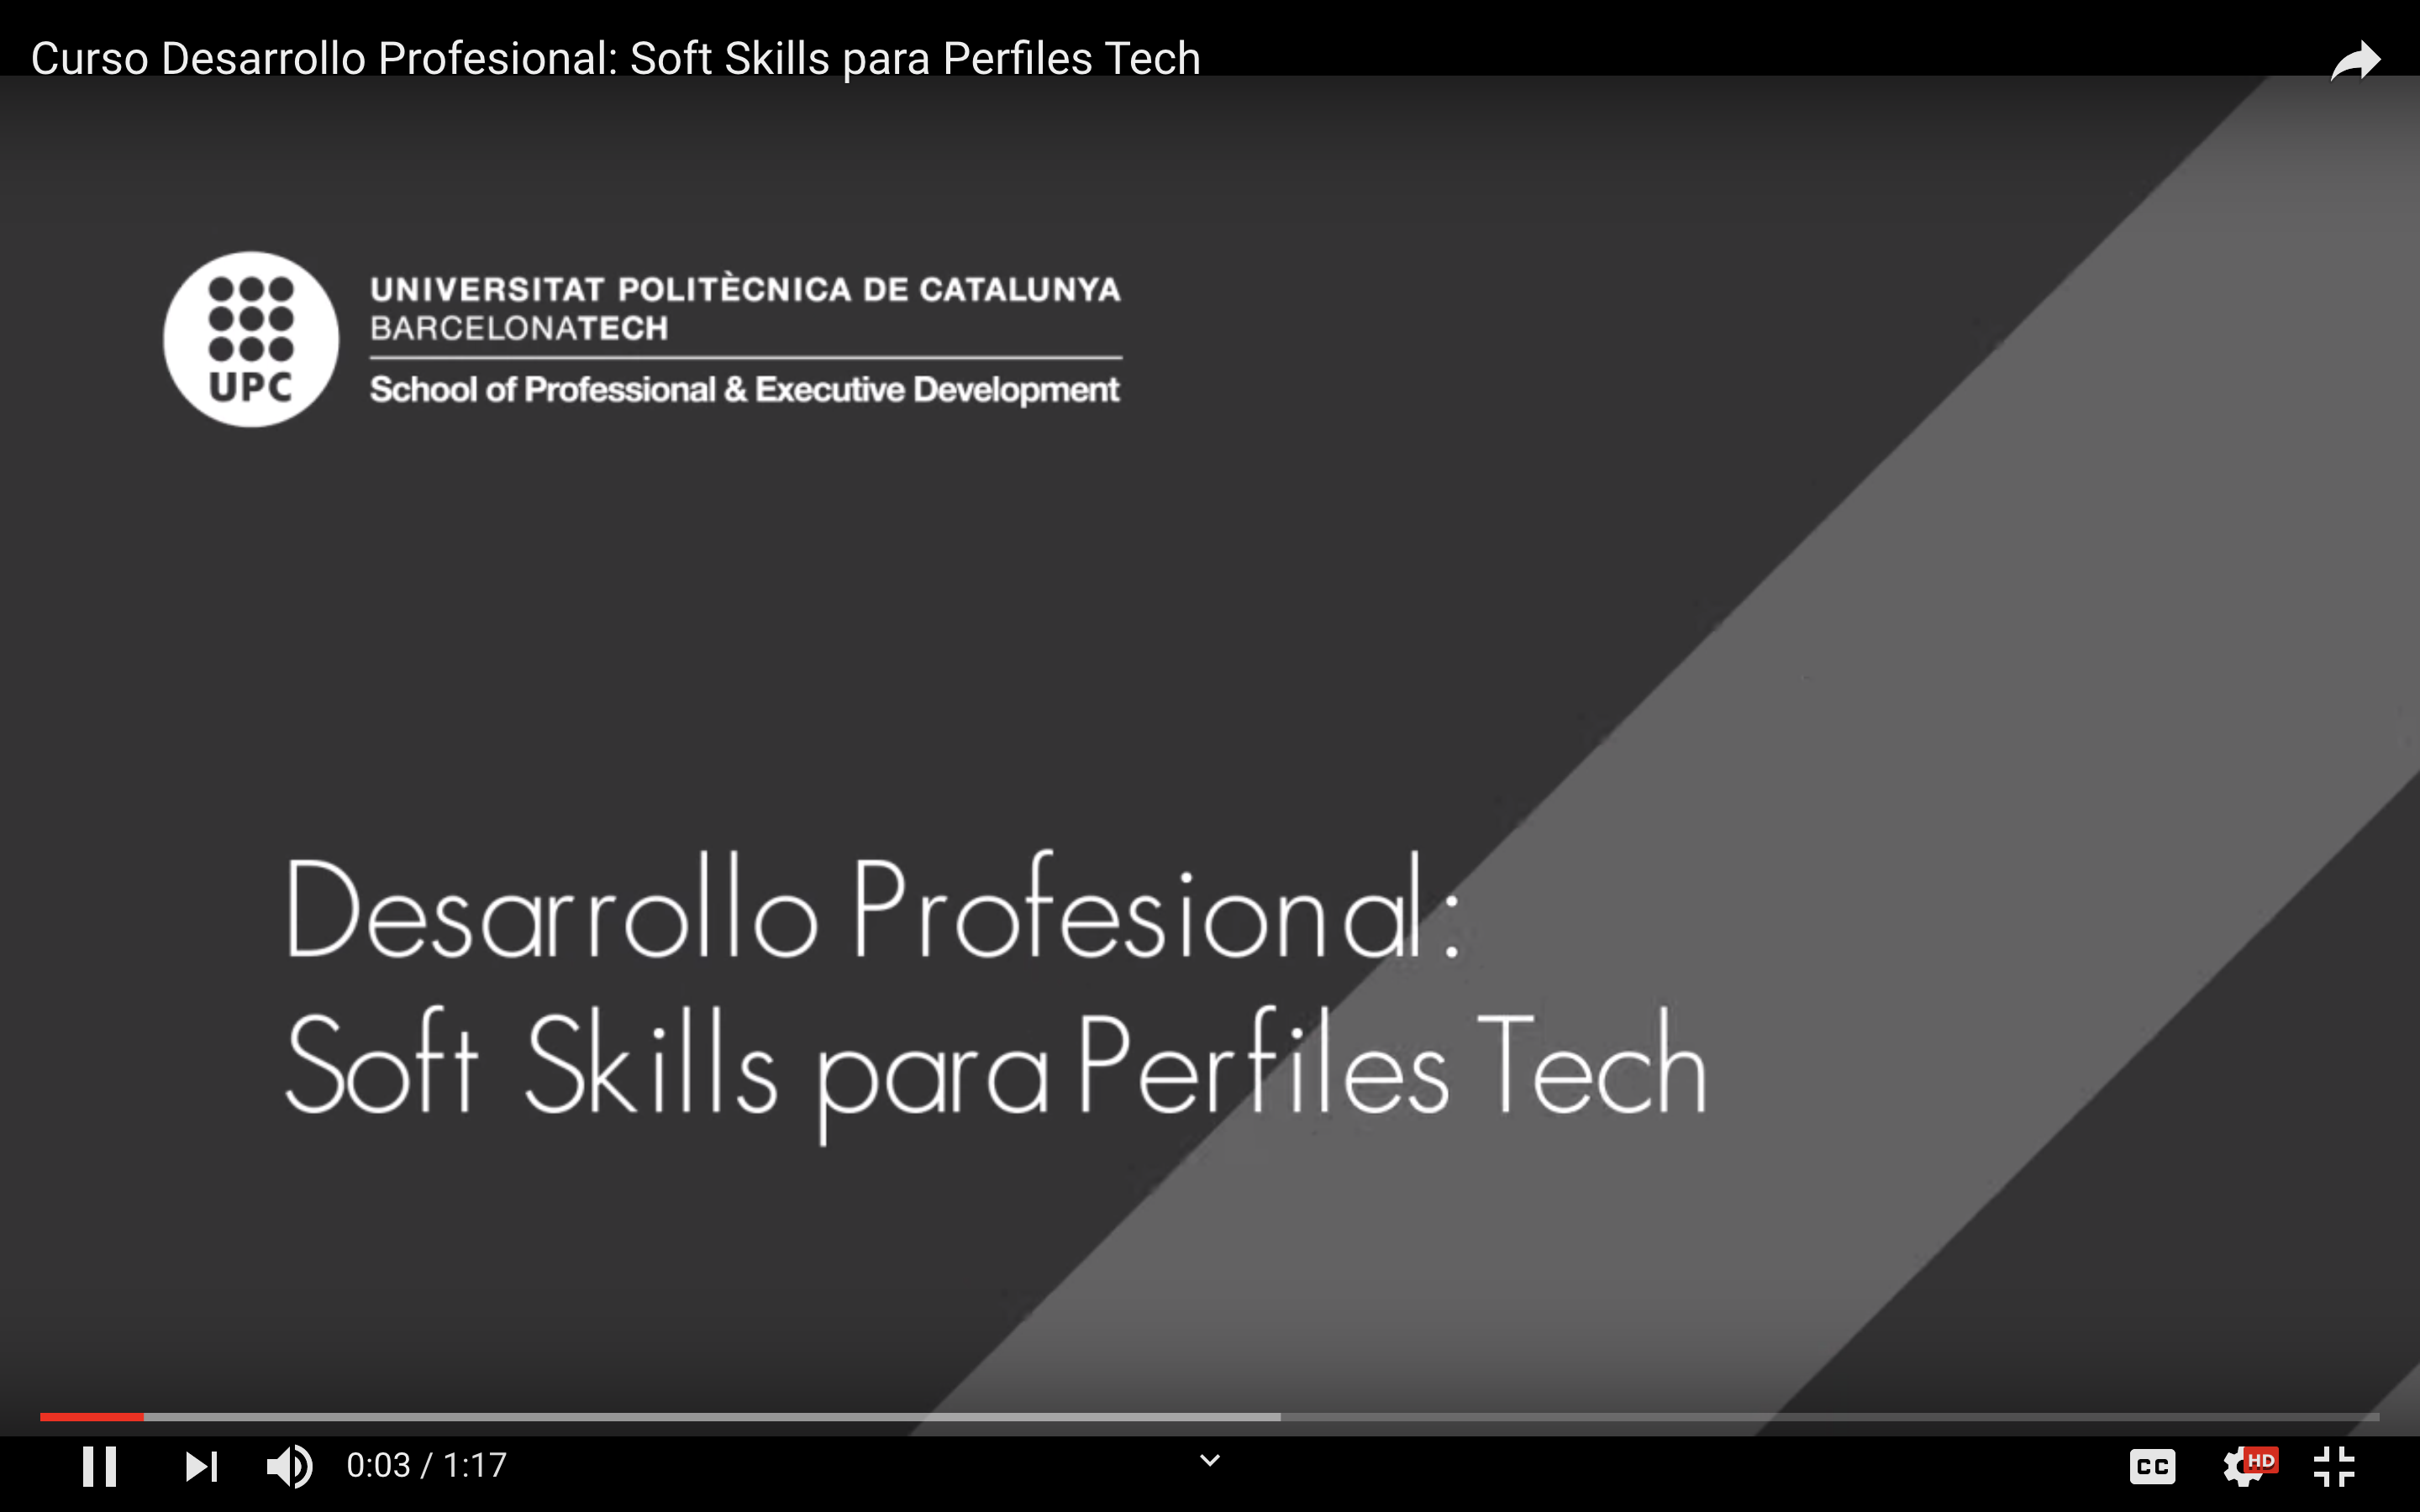 Curso Desarrollo Profesional: Soft Skills para Perfiles Tech
UNIVERSITAT POLITÈCNICA DE CATALUNYA
BARCELONATECH
UPC
School of Professional & Executive Development
Desarrollo Profesional:
Soft Skills para Perfiles Tech
0:03 / 1:17
CC
HD